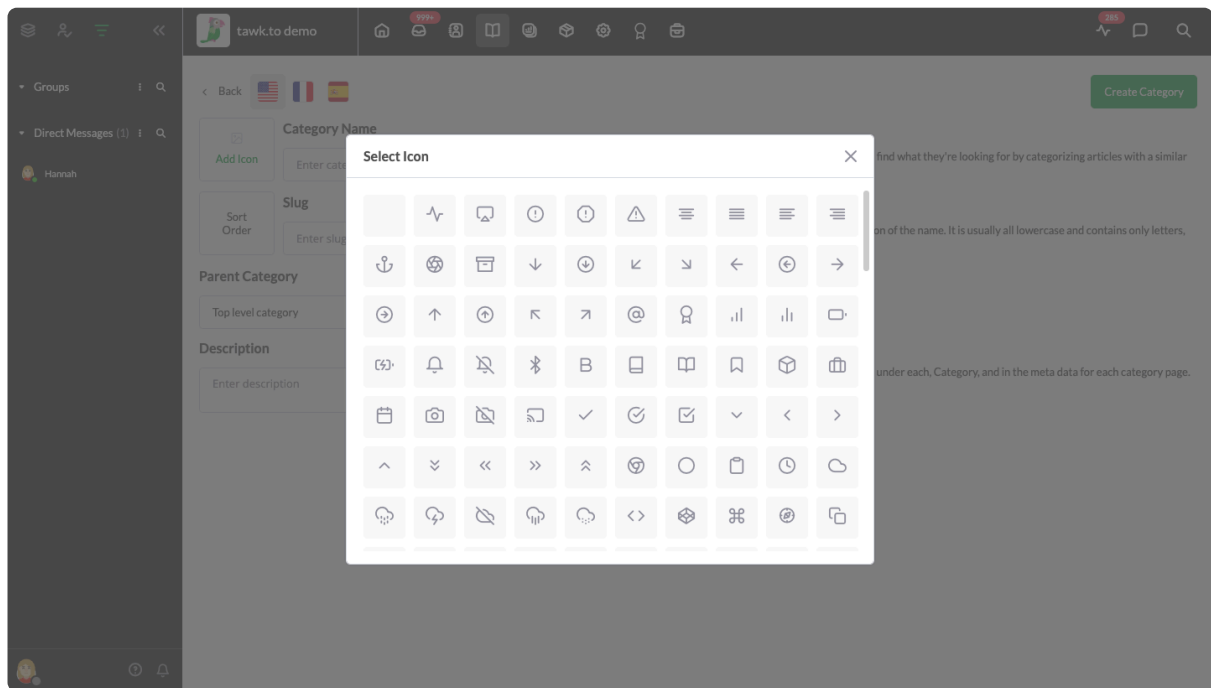 999+
285
tawk.to demo
Groups
Back
Create Category
Direct Messages (1)
Category Name
Add Icon
Enter cate
Select Icon
find what they're looking for by categorizing articles with a similar
Hannah
Slug
Sort
Order
Enter slug
on of the name. It is usually all lowercase and contains only letters,
Parent Category
Top level category
Description
Enter description
under each, Category, and in the meta data for each category page.